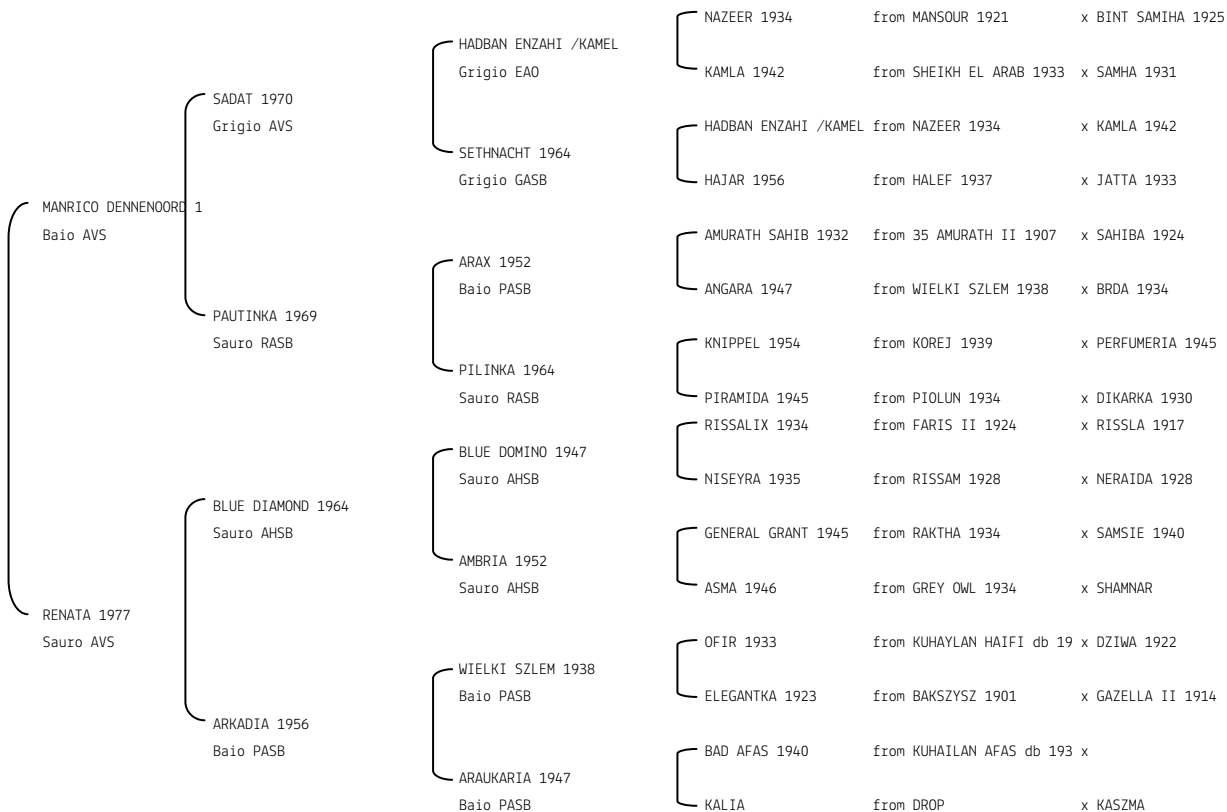 NAZEER 1934 from MANSOUR 1921 x BINT SAMIHA 1925
HADBAN ENZAHI /KAMEL
Grigio EAO
KAMLA 1942 from SHEIKH EL ARAB 1933 x SAMHA 1931
SADAT 1970
Grigio AVS
HADBAN ENZAHI /KAMEL from NAZEER 1934 x KAMLA 1942
SETHNACHT 1964
Grigio GASB
HAJAR 1956 from HALEF 1937 x JATTA 1933
MANRICO DENNENOORD 1
Baio AVS
AMURATH SAHIB 1932 from 35 AMURATH II 1907 x SAHIBA 1924
ARAX 1952
Baio PASB
ANGARA 1947 from WIELKI SZLEM 1938 x BRDA 1934
PAUTINKA 1969
Sauro RASB
KNIPPEL 1954 from KOREJ 1939 x PERFUMERIA 1945
PILINKA 1964
Sauro RASB
PIRAMIDA 1945 from PIOLUN 1934 x DIKARKA 1930
RISSALIX 1934 from FARIS II 1924 x RISSLA 1917
BLUE DOMINO 1947
Sauro AHSB
NISEYRA 1935 from RISSAM 1928 x NERAIDA 1928
BLUE DIAMOND 1964
Sauro AHSB
GENERAL GRANT 1945 from RAKTHA 1934 x SAMSIE 1940
AMBRIA 1952
Sauro AHSB
ASMA 1946 from GREY OWL 1934 x SHAMNAR
RENATA 1977
Sauro AVS
OFIR 1933 from KUHAYLAN HAIFI db 19 x DZIWA 1922
WIELKI SZLEM 1938
Baio PASB
ELEGANTKA 1923 from BAKSZYSZ 1901 x GAZELLA II 1914
ARKADIA 1956
Baio PASB
BAD AFAS 1940 from KUHAILAN AFAS db 193 x
ARAUKARIA 1947
Baio PASB
KALIA from DROP x KASZMA